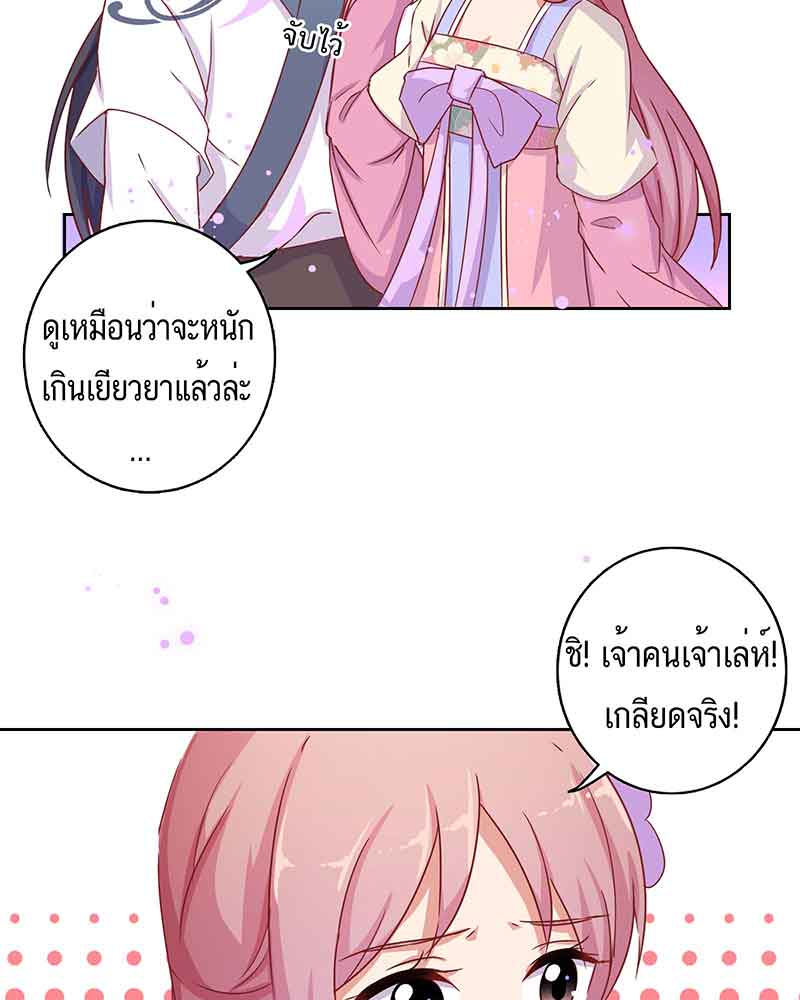 จับไว้
ดูเหมือนว่าจะหนัก
เกินเยียวยาแล้วล่ะ
...
ชิ! เจ้าคนเจ้าเล่ห์!
เกลียดจริง!